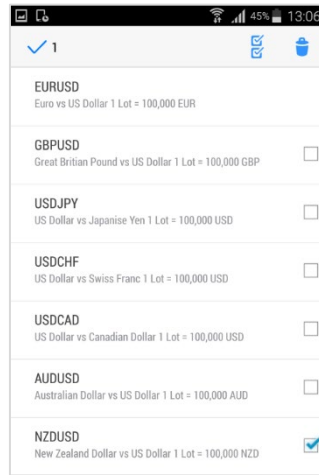 45% 13:06
1
EURUSD
Euro vs US Dollar 1 Lot = 100,000 EUR
GBPUSD
Great Britian Pound vs US Dollar 1 Lot = 100,000 GBP
USDJPY
US Dollar vs Japanise Yen 1 Lot = 100,000 USD
USDCHF
US Dollar vs Swiss Franc 1 Lot = 100,000 USD
USDCAD
US Dollar vs Canadian Dollar 1 Lot = 100,000 USD
AUDUSD
Australian Dollar vs US Dollar 1 Lot = 100,000 AUD
NZDUSD
New Zealand Dollar vs US Dollar 1 Lot = 100,000 NZD